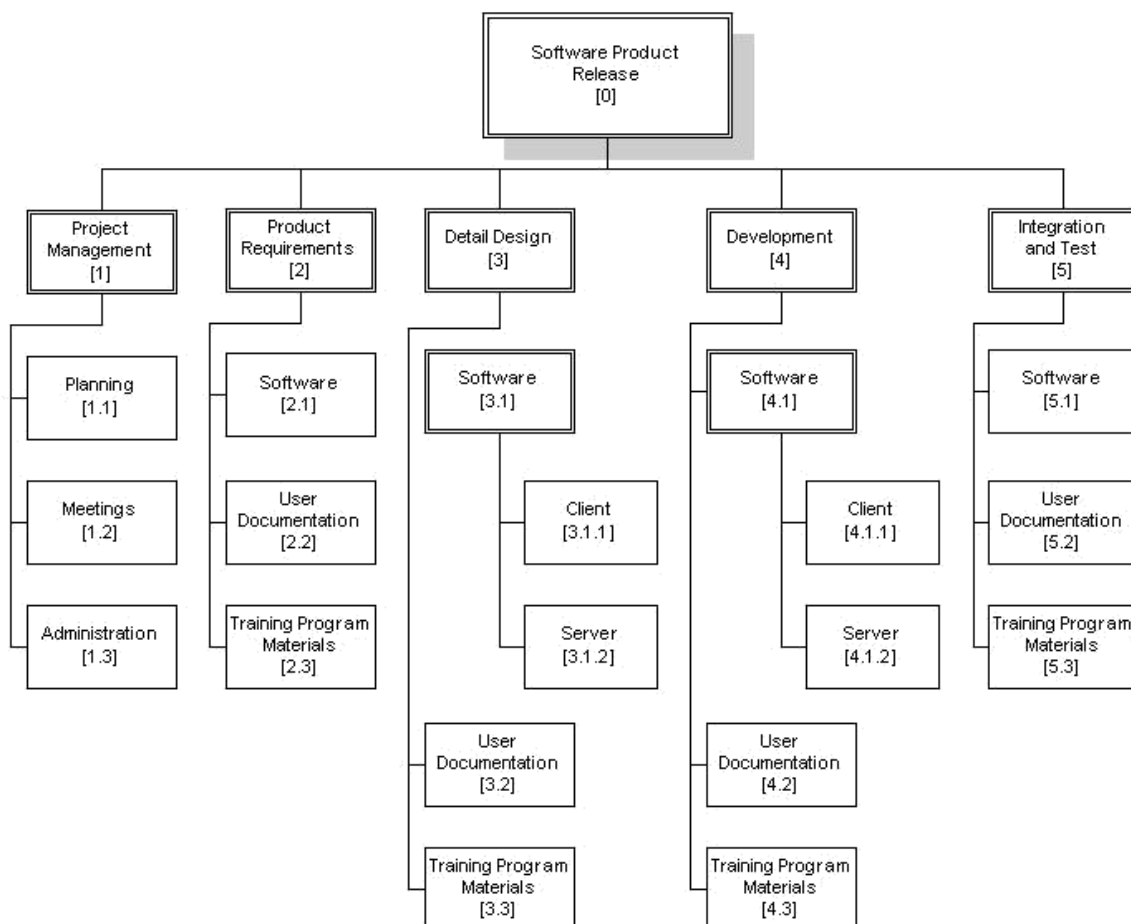 Software Product
Release
[0]
Project
Management
[1]
Product
Requirements
[2]
Detail Design
[3]
Development
[4]
Integration
and Test
[5]
Planning
[1.1]
Software
[2.1]
Software
[3.1]
Software
[4.1]
Software
[5.1]
Meetings
[1.2]
User
Documentation
[2.2]
Client
[3.1.1]
Client
[4.1.1]
User
Documentation
[5.2]
Administration
[1.3]
Training Program
Materials
[2.3]
Server
[3.1.2]
Server
[4.1.2]
Training Program
Materials
[5.3]
User
Documentation
[3.2]
User
Documentation
[4.2]
Training Program
Materials
[3.3]
Training Program
Materials
[4.3]